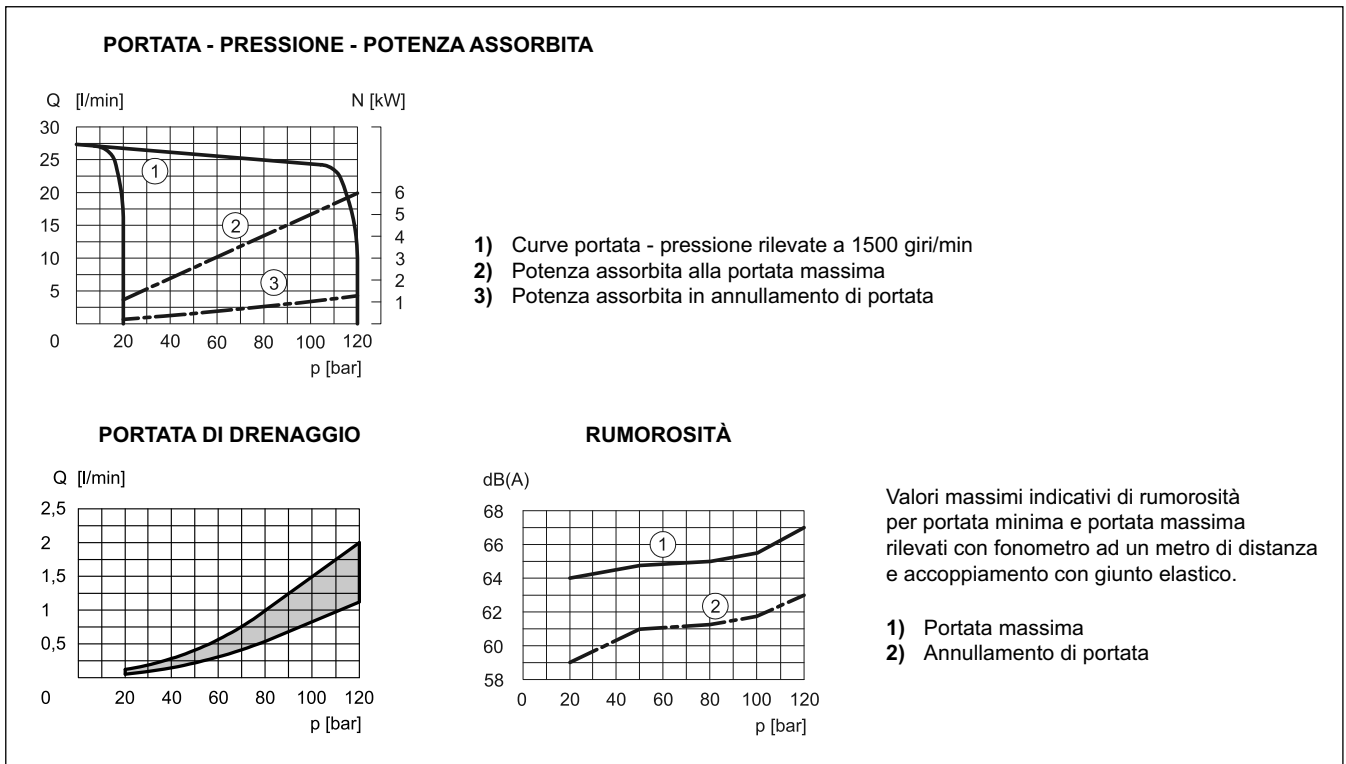 PORTATA - PRESSIONE - POTENZA ASSORBITA
Q [l/min]
N [kW]
30
25
20
15
10
5
0
20
40
60
80
100
120
p [bar]
6
5
4
3
2
1
1
2
3
1) Curve portata - pressione rilevate a 1500 giri/min
2) Potenza assorbita alla portata massima
3) Potenza assorbita in annullamento di portata
PORTATA DI DRENAGGIO
Q [l/min]
2,5
2
1,5
1
0,5
0
20
40
60
80
100
120
p [bar]
RUMOROSITÀ
dB(A)
68
66
64
62
60
58
0
20
40
60
80
100
120
p [bar]
1
2
Valori massimi indicativi di rumorosità
per portata minima e portata massima
rilevati con fonometro ad un metro di distanza
e accoppiamento con giunto elastico.
1) Portata massima
2) Annullamento di portata